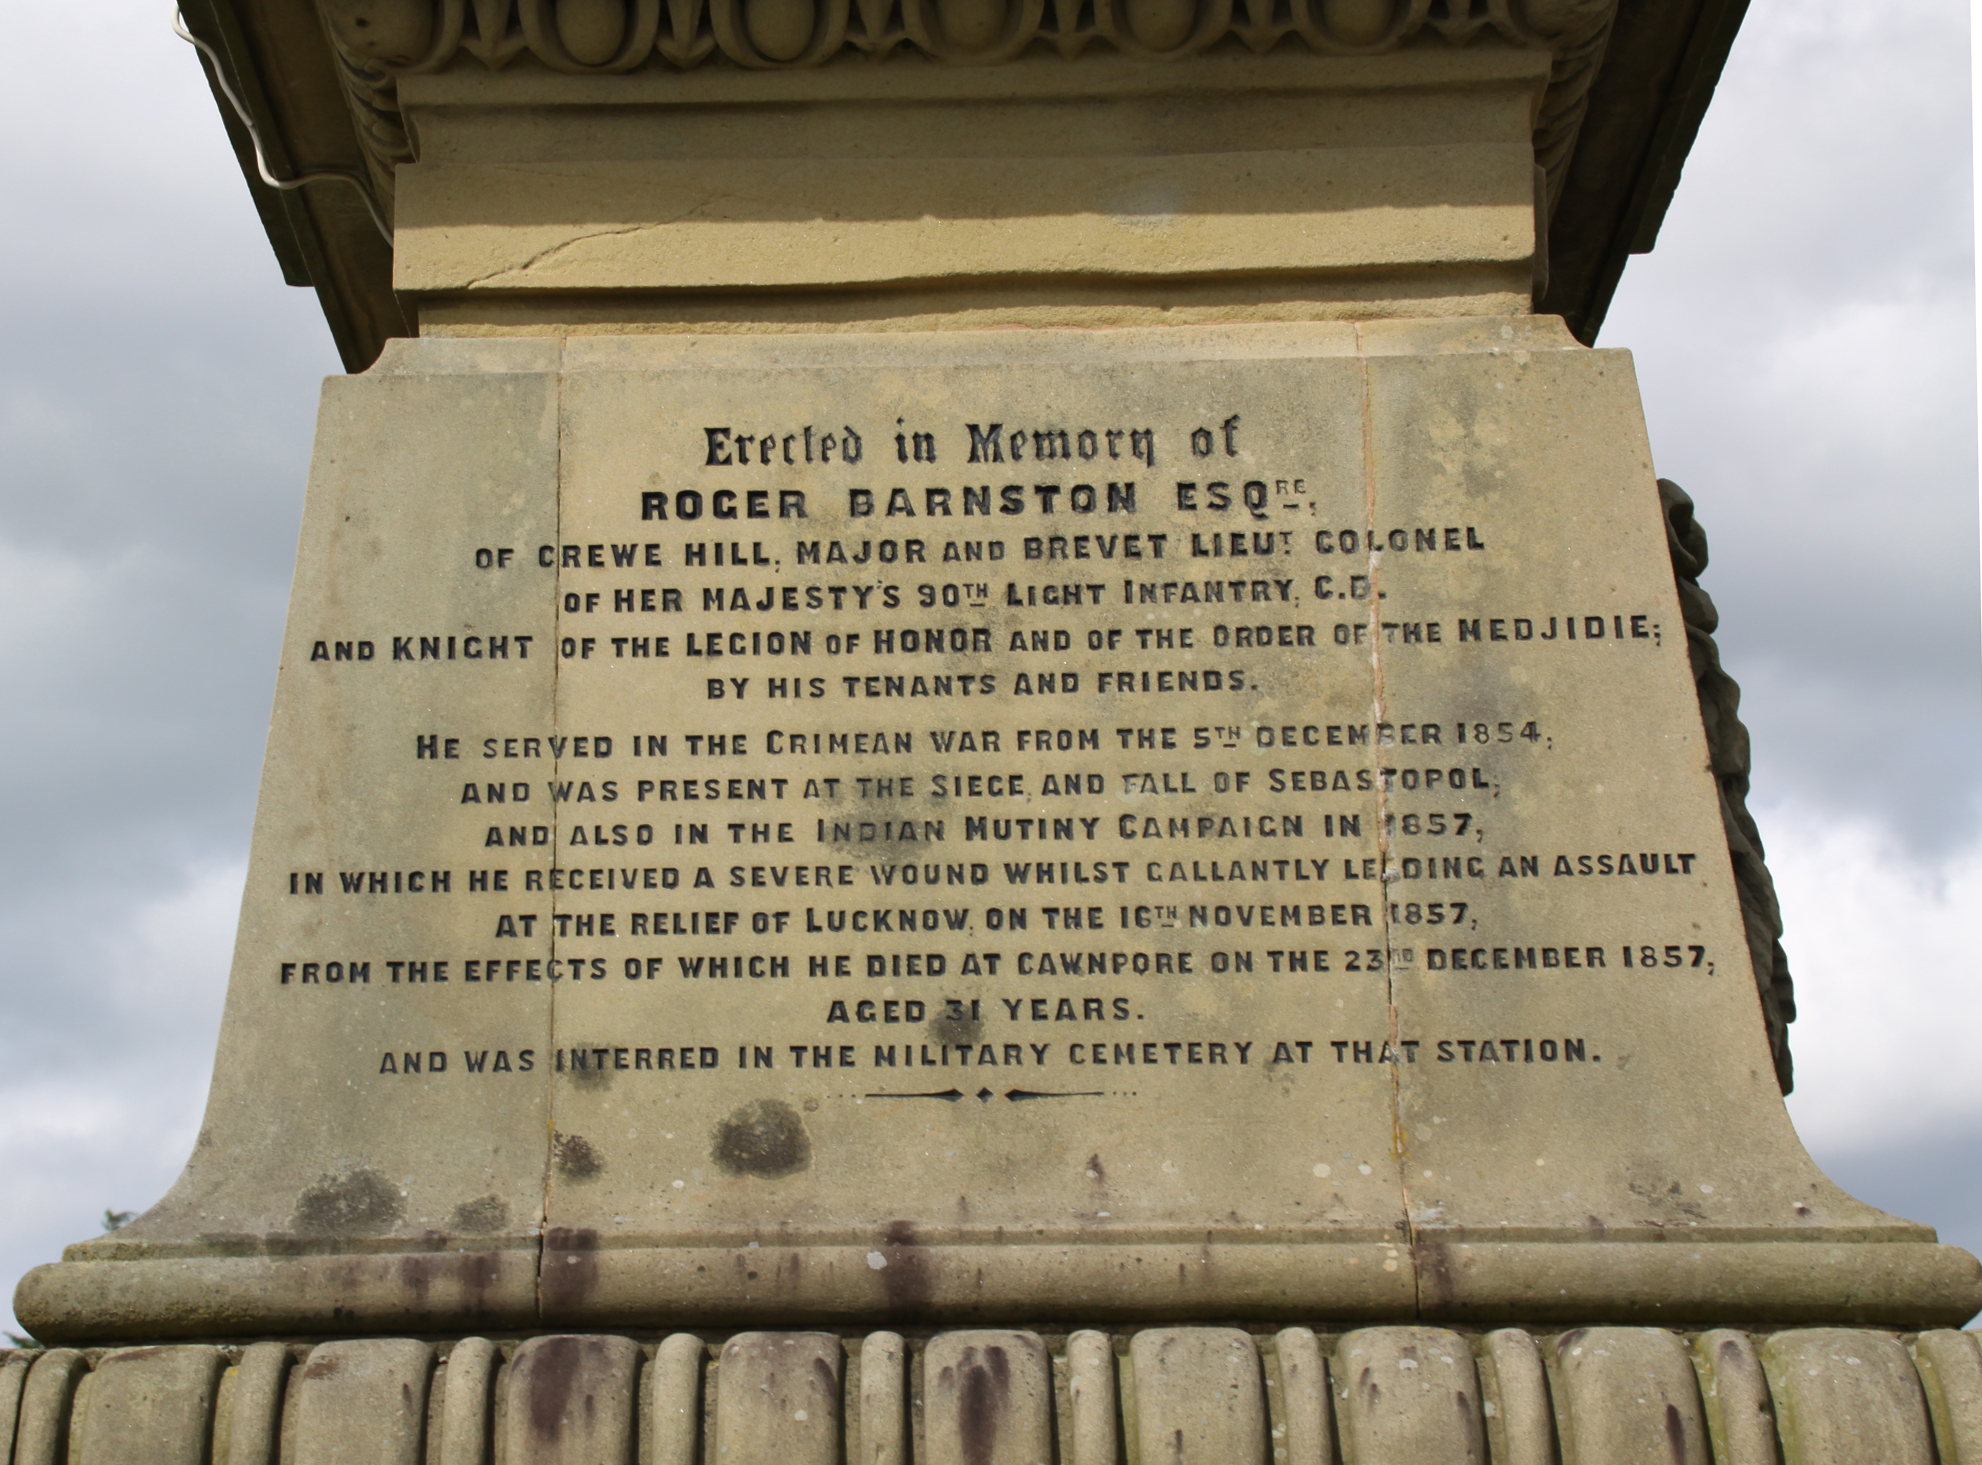 Erected in Memory of
ROGER BARNSTON ESQRE,
OF CREWE HILL, MAJOR AND BREVET LIEUT COLONEL
OF HER MAJESTY'S 90TH LIGHT INFANTRY, C.B.
AND KNIGHT OF THE LEGION OF HONOR AND OF THE ORDER OF THE MEDJIDIE;
BY HIS TENANTS AND FRIENDS.
HE SERVED IN THE CRIMEAN WAR FROM THE 5TH DECEMBER 1854,
AND WAS PRESENT AT THE SIEGE, AND FALL OF SEBASTOPOL,
AND ALSO IN THE INDIAN MUTINY CAMPAIGN IN 1857,
IN WHICH HE RECEIVED A SEVERE WOUND WHILST GALLANTLY LEADING AN ASSAULT
AT THE RELIEF OF LUCKNOW, ON THE 16TH NOVEMBER 1857,
FROM THE EFFECTS OF WHICH HE DIED AT CAWNPORE ON THE 23RD DECEMBER 1857,
AGED 31 YEARS.
AND WAS INTERRED IN THE MILITARY CEMETERY AT THAT STATION.